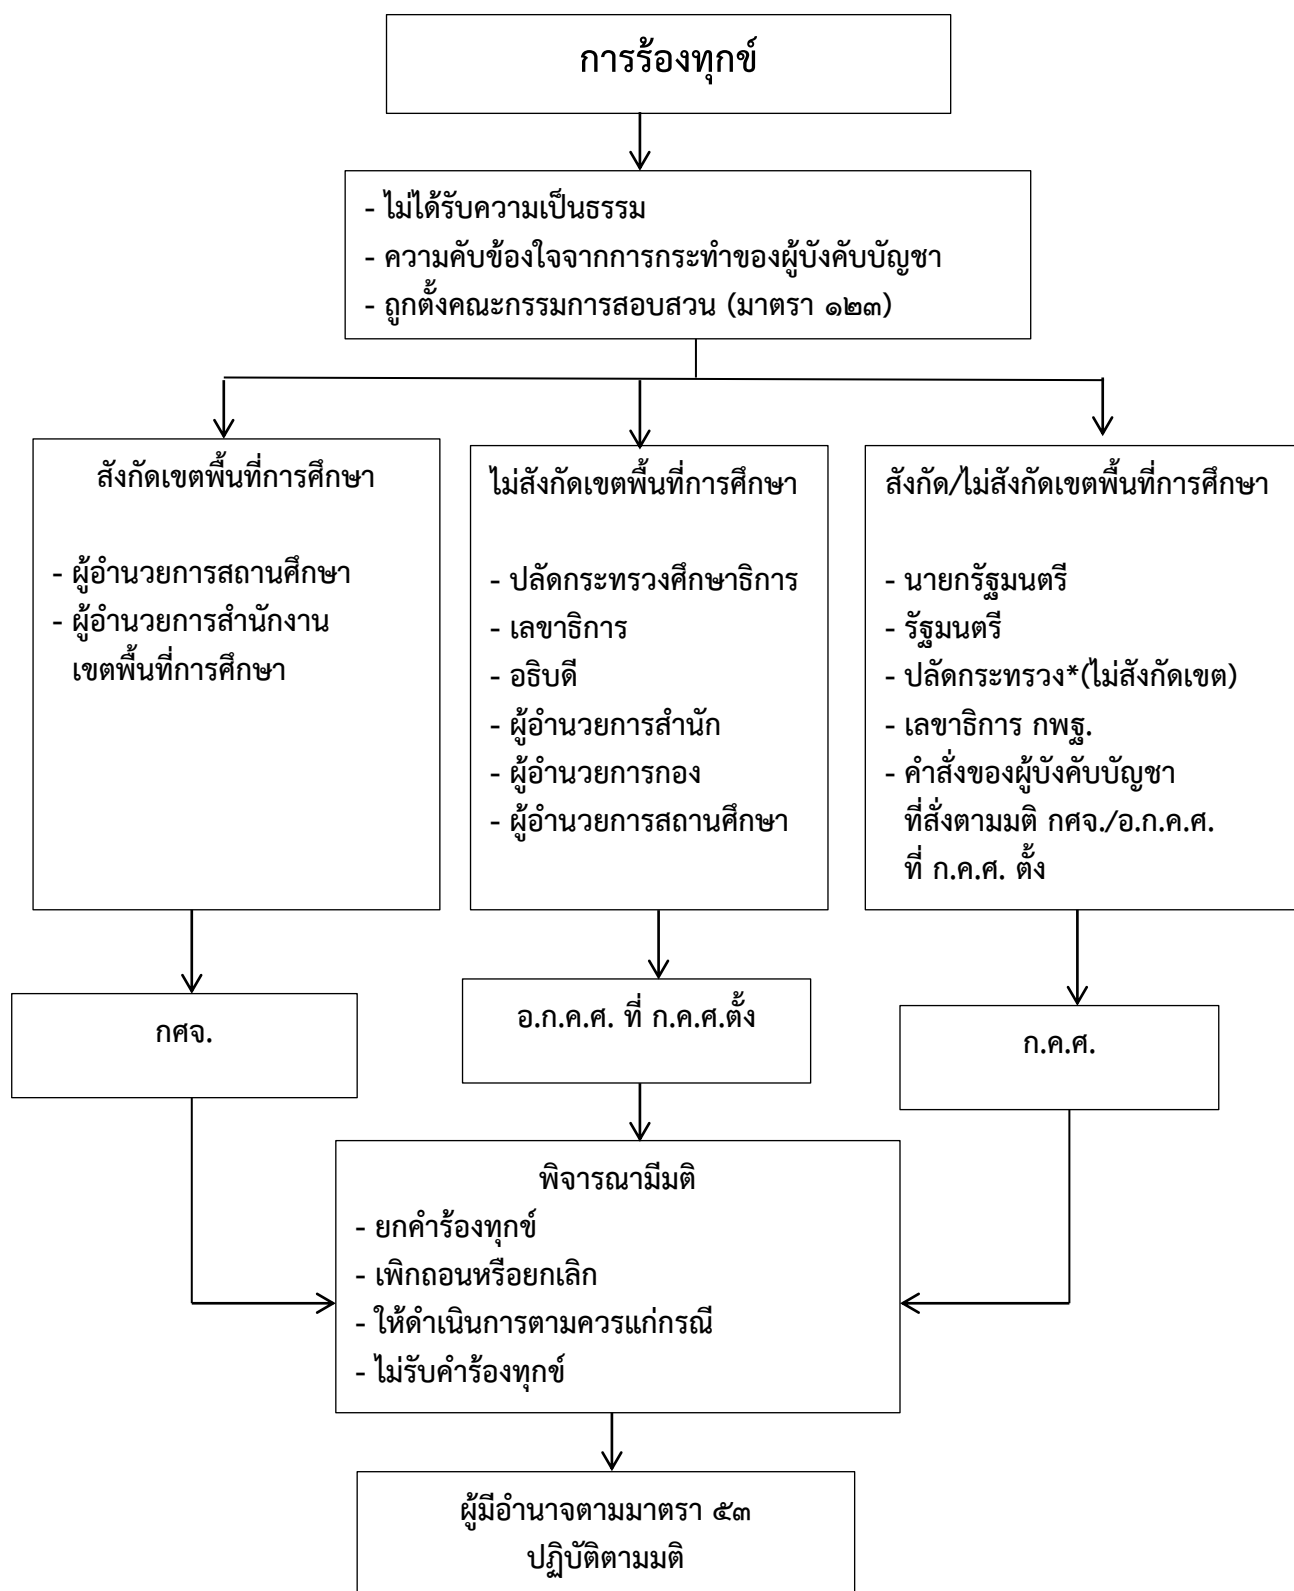 การร้องทุกข์
- ไม่ได้รับความเป็นธรรม
- ความคับข้องใจจากการกระทำของผู้บังคับบัญชา
- ถูกตั้งคณะกรรมการสอบสวน (มาตรา ๑๒๓)
สังกัดเขตพื้นที่การศึกษา
- ผู้อำนวยการสถานศึกษา
- ผู้อำนวยการสำนักงาน
เขตพื้นที่การศึกษา
ไม่สังกัดเขตพื้นที่การศึกษา
- ปลัดกระทรวงศึกษาธิการ
- เลขาธิการ
- อธิบดี
- ผู้อำนวยการสำนัก
- ผู้อำนวยการกอง
- ผู้อำนวยการสถานศึกษา
สังกัด/ไม่สังกัดเขตพื้นที่การศึกษา
- นายกรัฐมนตรี
- รัฐมนตรี
- ปลัดกระทรวง*(ไม่สังกัดเขต)
- เลขาธิการ กพฐ.
- คำสั่งของผู้บังคับบัญชา
ที่สั่งตามมติ กศจ./อ.ก.ค.ศ.
ที่ ก.ค.ศ. ตั้ง
กศจ.
อ.ก.ค.ศ. ที่ ก.ค.ศ.ตั้ง
ก.ค.ศ.
พิจารณามีมติ
- ยกคำร้องทุกข์
- เพิกถอนหรือยกเลิก
- ให้ดำเนินการตามควรแก่กรณี
- ไม่รับคำร้องทุกข์
ผู้มีอำนาจตามมาตรา ๕๓
ปฏิบัติตามมติ